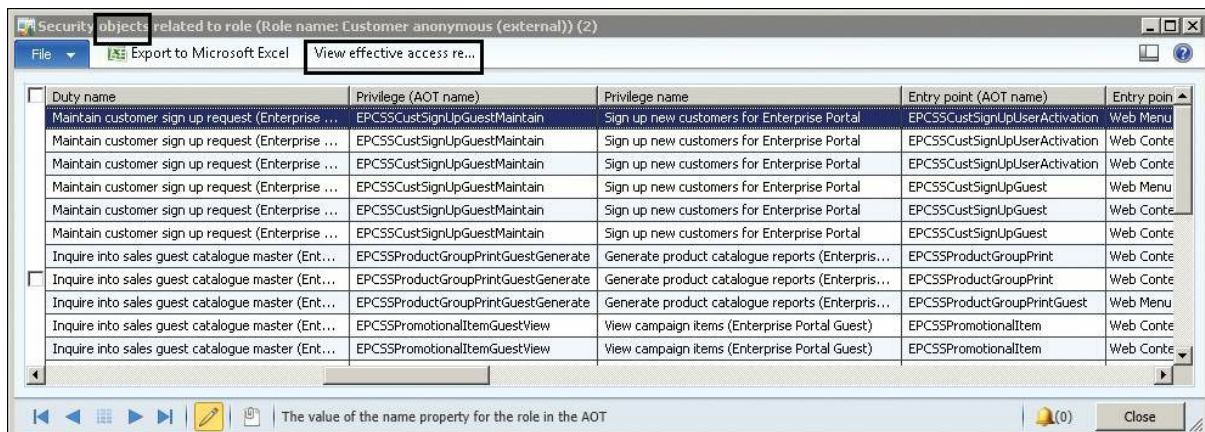 Security objects related to role (Role name: Customer anonymous (external)) (2)
File Export to Microsoft Excel View effective access re...
Duty name Privilege (AOT name) Privilege name Entry point (AOT name) Entry poin
Maintain customer sign up request (Enterprise ... EPCSSCustSignUpGuestMaintain Sign up new customers for Enterprise Portal EPCSSCustSignUpUserActivation Web Menu
Maintain customer sign up request (Enterprise ... EPCSSCustSignUpGuestMaintain Sign up new customers for Enterprise Portal EPCSSCustSignUpUserActivation Web Conte
Maintain customer sign up request (Enterprise ... EPCSSCustSignUpGuestMaintain Sign up new customers for Enterprise Portal EPCSSCustSignUpUserActivation Web Conte
Maintain customer sign up request (Enterprise ... EPCSSCustSignUpGuestMaintain Sign up new customers for Enterprise Portal EPCSSCustSignUpGuest Web Menu
Maintain customer sign up request (Enterprise ... EPCSSCustSignUpGuestMaintain Sign up new customers for Enterprise Portal EPCSSCustSignUpGuest Web Conte
Maintain customer sign up request (Enterprise ... EPCSSCustSignUpGuestMaintain Sign up new customers for Enterprise Portal EPCSSCustSignUpGuest Web Conte
Inquire into sales guest catalogue master (Ent... EPCSSProductGroupPrintGuestGenerate Generate product catalogue reports (Enterpris... EPCSSProductGroupPrint Web Conte
Inquire into sales guest catalogue master (Ent... EPCSSProductGroupPrintGuestGenerate Generate product catalogue reports (Enterpris... EPCSSProductGroupPrint Web Conte
Inquire into sales guest catalogue master (Ent... EPCSSProductGroupPrintGuestGenerate Generate product catalogue reports (Enterpris... EPCSSProductGroupPrintGuest Web Menu
Inquire into sales guest catalogue master (Ent... EPCSSPromotionalItemGuestView View campaign items (Enterprise Portal Guest) EPCSSPromotionalItem Web Conte
Inquire into sales guest catalogue master (Ent... EPCSSPromotionalItemGuestView View campaign items (Enterprise Portal Guest) EPCSSPromotionalItem Web Conte
The value of the name property for the role in the AOT (0) Close